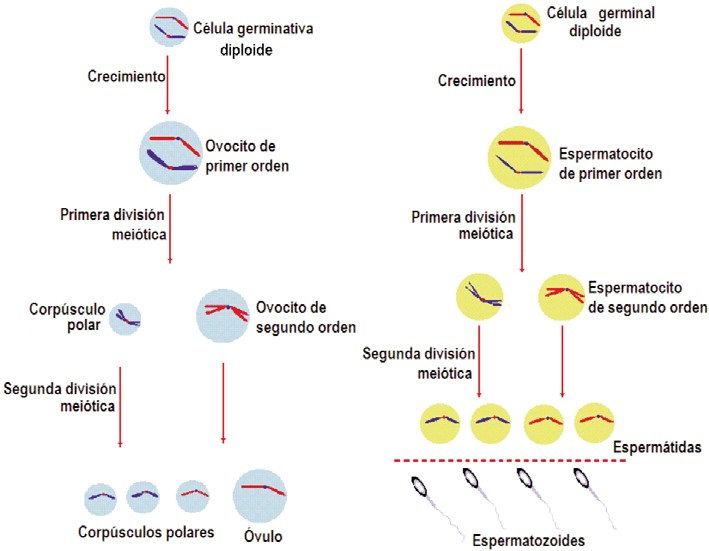 Célula germinativa
diploide
Crecimiento
Ovocito de
primer orden
Primera división
meiótica
Corpúsculo
polar
Ovocito de
segundo orden
Segunda división
meiótica
Corpúsculos polares
Óvulo
Célula germinal
diploide
Crecimiento
Espermatocito
de primer orden
Primera división
meiótica
Espermatocito
de segundo orden
Segunda división
meiótica
Espermátidas
Espermatozoides